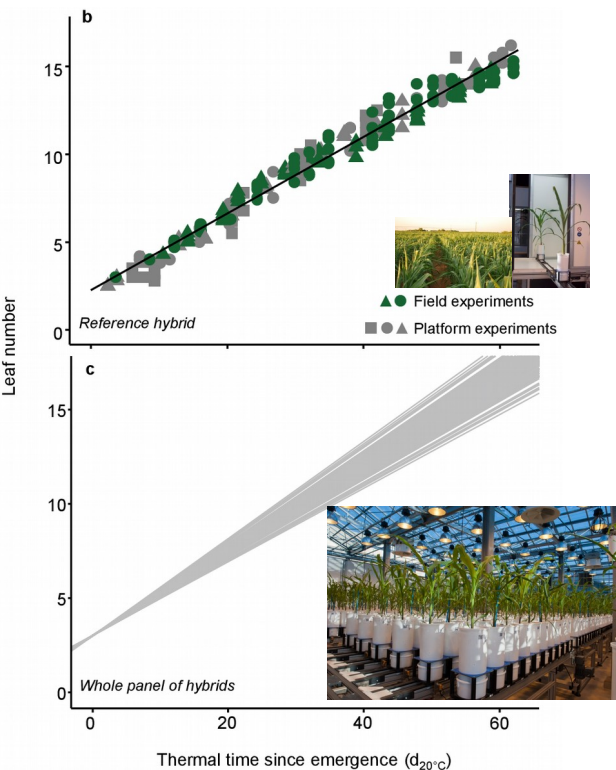 b
15
10
5
0
Reference hybrid
Field experiments
Platform experiments
Leaf number
c
15
10
5
0
Whole panel of hybrids
0
20
40
60
Thermal time since emergence (d20°C)